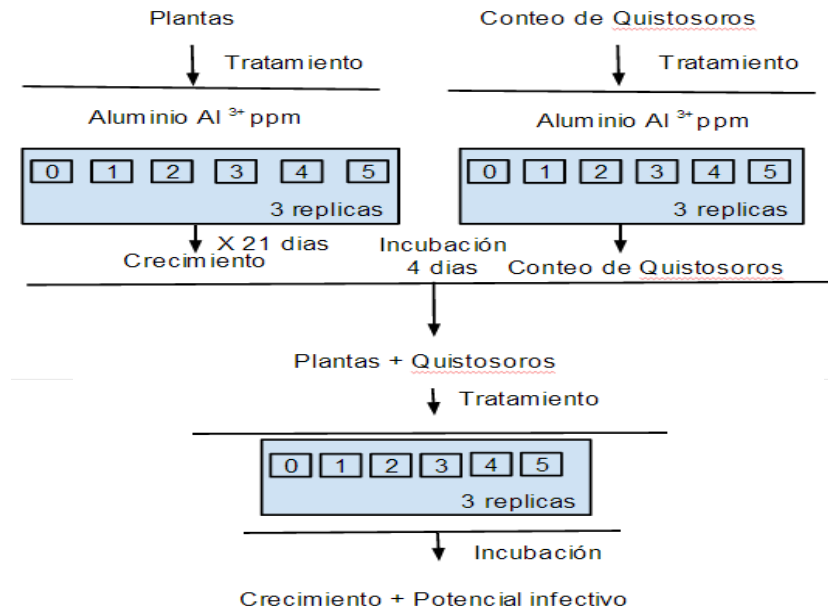 Plantas
Conteo de Quistosoros
Tratamiento
Tratamiento
Aluminio Al ³⁺ ppm
Aluminio Al ³⁺ ppm
0 1 2 3 4 5
0 1 2 3 4 5
3 replicas
3 replicas
X 21 dias
Crecimiento
Incubación
4 dias
Conteo de Quistosoros
Plantas + Quistosoros
Tratamiento
0 1 2 3 4 5
3 replicas
Incubación
Crecimiento + Potencial infectivo